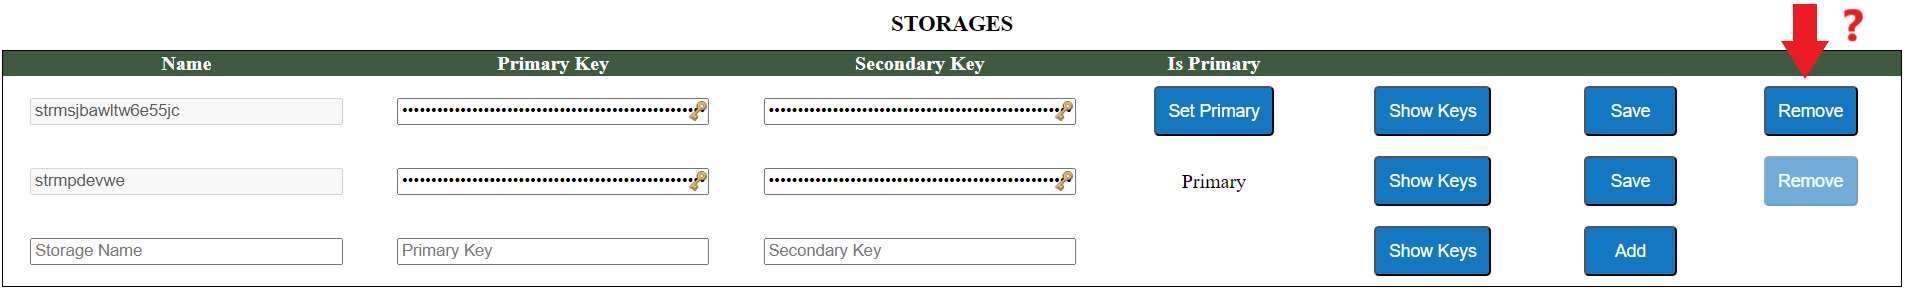 STORAGES
?
Name Primary Key Secondary Key Is Primary
strmsjbawltw6e55jc Set Primary Show Keys Save Remove
strmpdevwe Primary Show Keys Save Remove
Storage Name Primary Key Secondary Key Show Keys Add